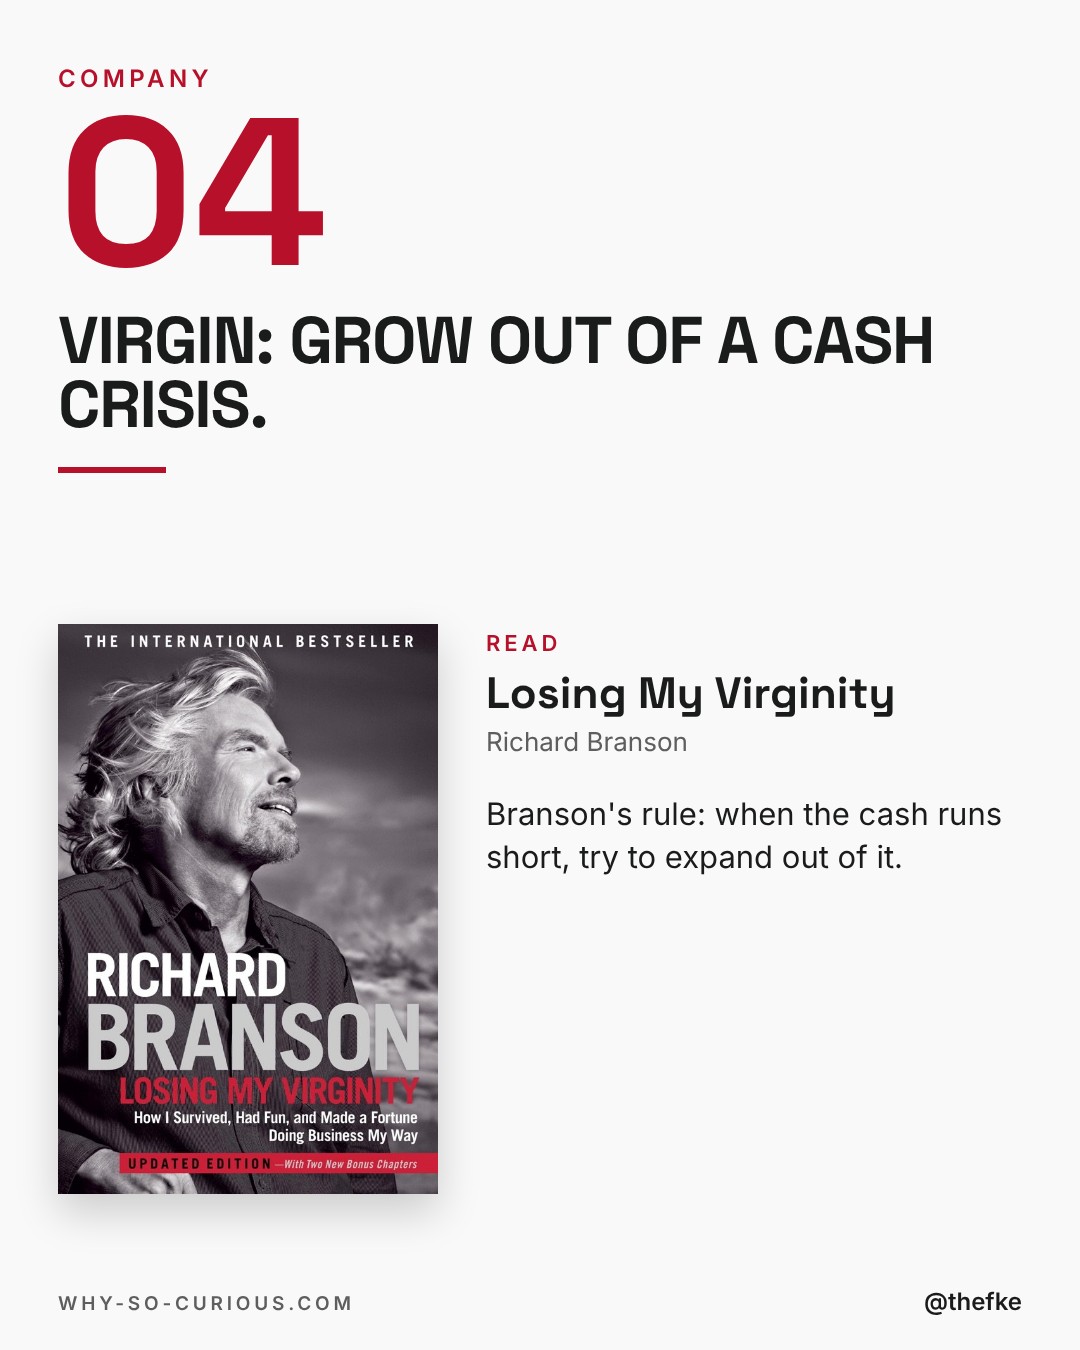 COMPANY
04
VIRGIN: GROW OUT OF A CASH
CRISIS.
THE INTERNATIONAL BESTSELLER
RICHARD
BRANSON
LOSING MY VIRGINITY
How I Survived, Had Fun, and Made a Fortune
Doing Business My Way
UPDATED EDITION —With Two New Bonus Chapters
READ
Losing My Virginity
Richard Branson
Branson's rule: when the cash runs
short, try to expand out of it.
WHY-SO-CURIOUS.COM
@thefke